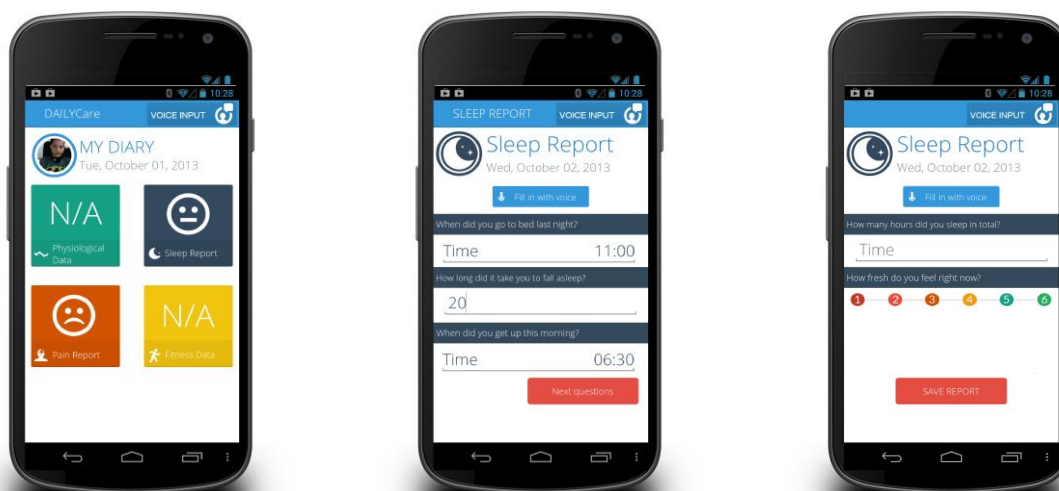 10:28
DAILYCare VOICE INPUT
MY DIARY
Tue, October 01, 2013
N/A
Physiological Data
Sleep Report
N/A
Pain Report
Fitness Data
10:28
SLEEP REPORT VOICE INPUT
Sleep Report
Wed, October 02, 2013
Fill in with voice
When did you go to bed last night?
Time 11:00
How long did it take you to fall asleep?
20
When did you get up this morning?
Time 06:30
Next questions
10:28
VOICE INPUT
Sleep Report
Wed, October 02, 2013
Fill in with voice
How many hours did you sleep in total?
Time
How fresh do you feel right now?
1 2 3 4 5 6
SAVE REPORT